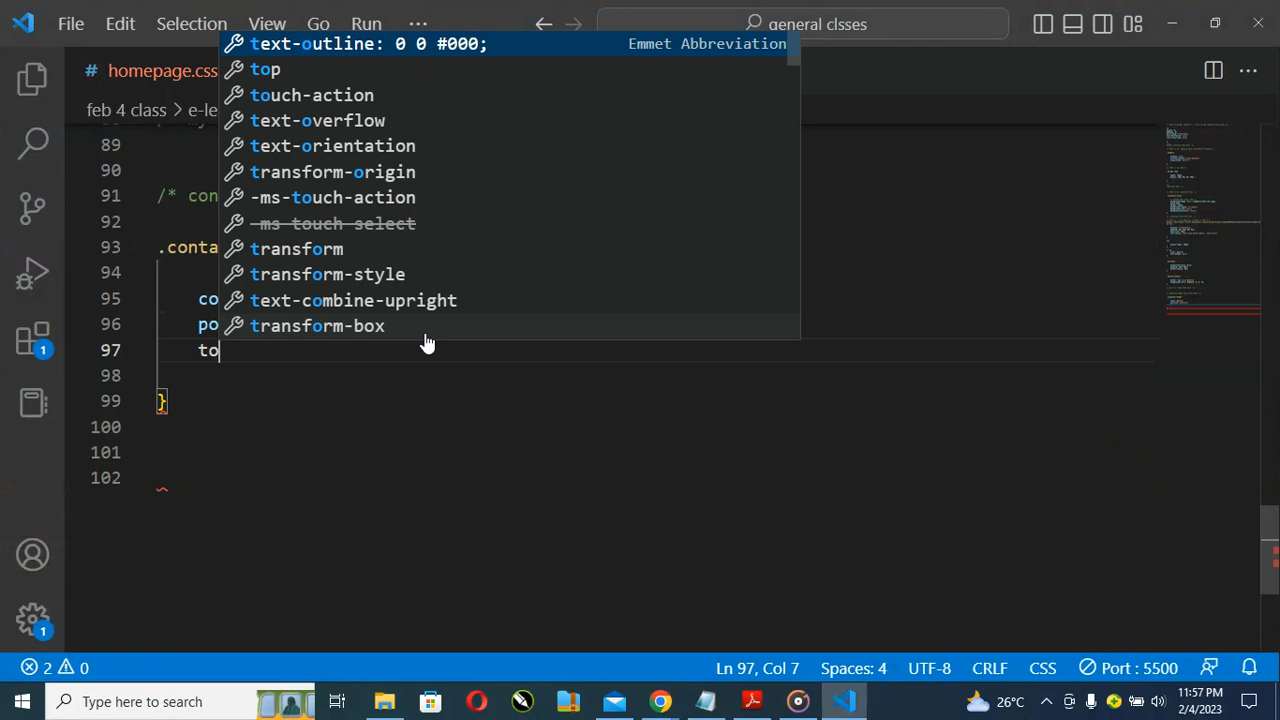 File Edit Selection View Go Run ··· general clsses
# homepage.css
feb 4 class > e-le
text-outline: 0 0 #000; Emmet Abbreviation
top
touch-action
text-overflow
text-orientation
transform-origin
-ms-touch-action
-ms-touch-select
transform
transform-style
text-combine-upright
transform-box
89
90
91 /* con
92
93 .conta
94
95 co
96 po
97 to
98
99 }
100
101
102
1
1
2 0 Ln 97, Col 7 Spaces: 4 UTF-8 CRLF CSS Port : 5500
Type here to search 26°C 11:57 PM
2/4/2023